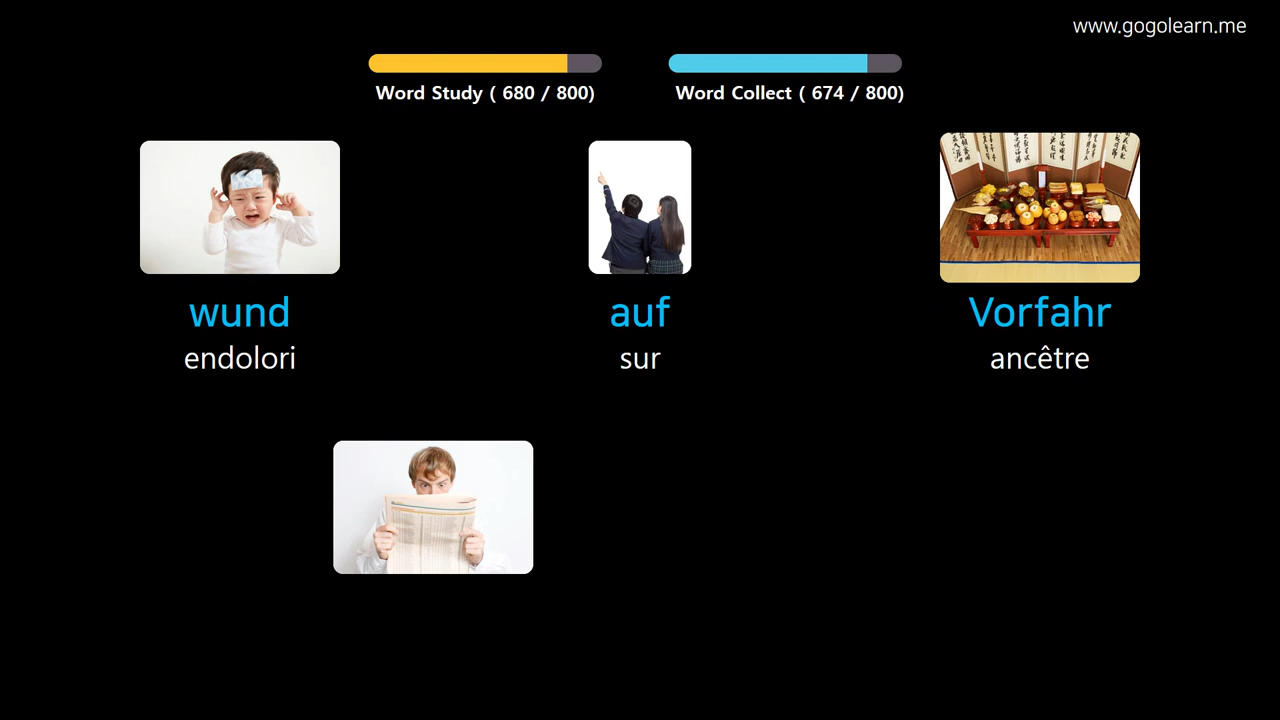 www.gogolearn.me
Word Study ( 680 / 800)
Word Collect ( 674 / 800)
wund
endolori
auf
sur
Vorfahr
ancêtre